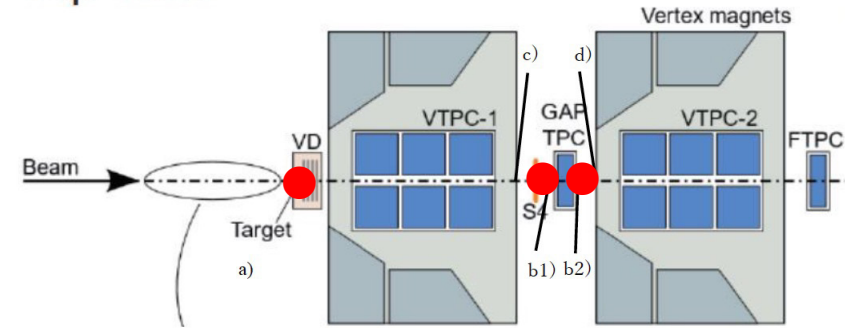 Vertex magnets
c)
d)
VTPC-1
GAP
TPC
VTPC-2
VD
FTPC
Beam
Target
S4
a)
b1)
b2)